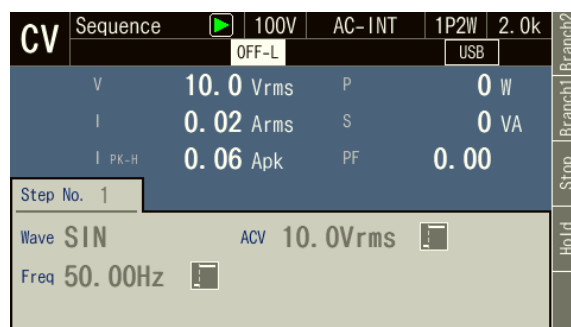 CV Sequence 100V AC-INT 1P2W 2.0k
OFF-L USB
V 10.0 Vrms P 0 W
I 0.02 Arms S 0 VA
I PK-H 0.06 Apk PF 0.00
Step No. 1
Wave SIN ACV 10.0Vrms
Freq 50.00Hz
Branch2
Branch1
Stop
Hold